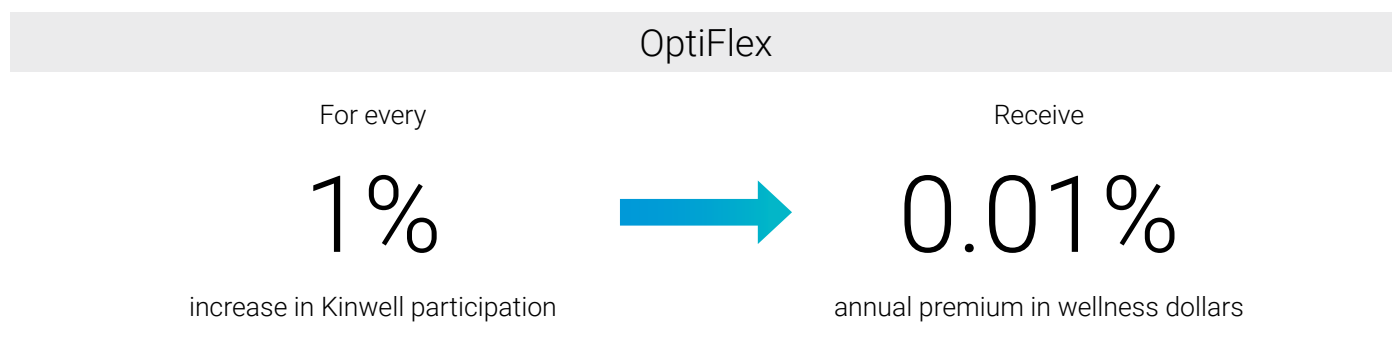 OptiFlex
For every
1%
increase in Kinwell participation
Receive
0.01%
annual premium in wellness dollars